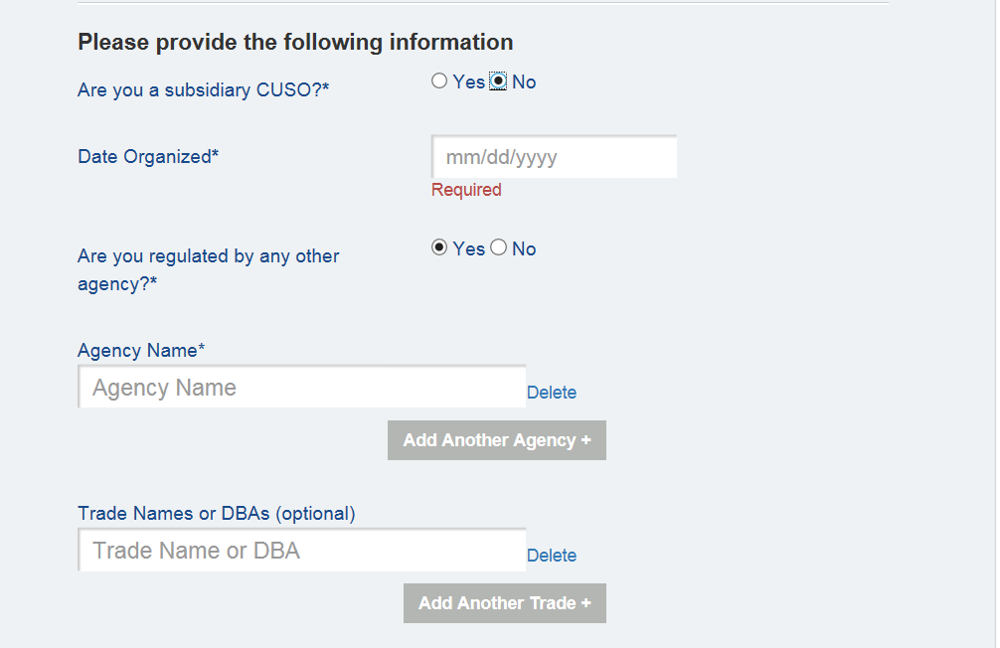 Please provide the following information
Are you a subsidiary CUSO?* Yes No
Date Organized* mm/dd/yyyy
Required
Are you regulated by any other Yes No
agency?*
Agency Name*
Agency Name Delete
Add Another Agency +
Trade Names or DBAs (optional)
Trade Name or DBA Delete
Add Another Trade +